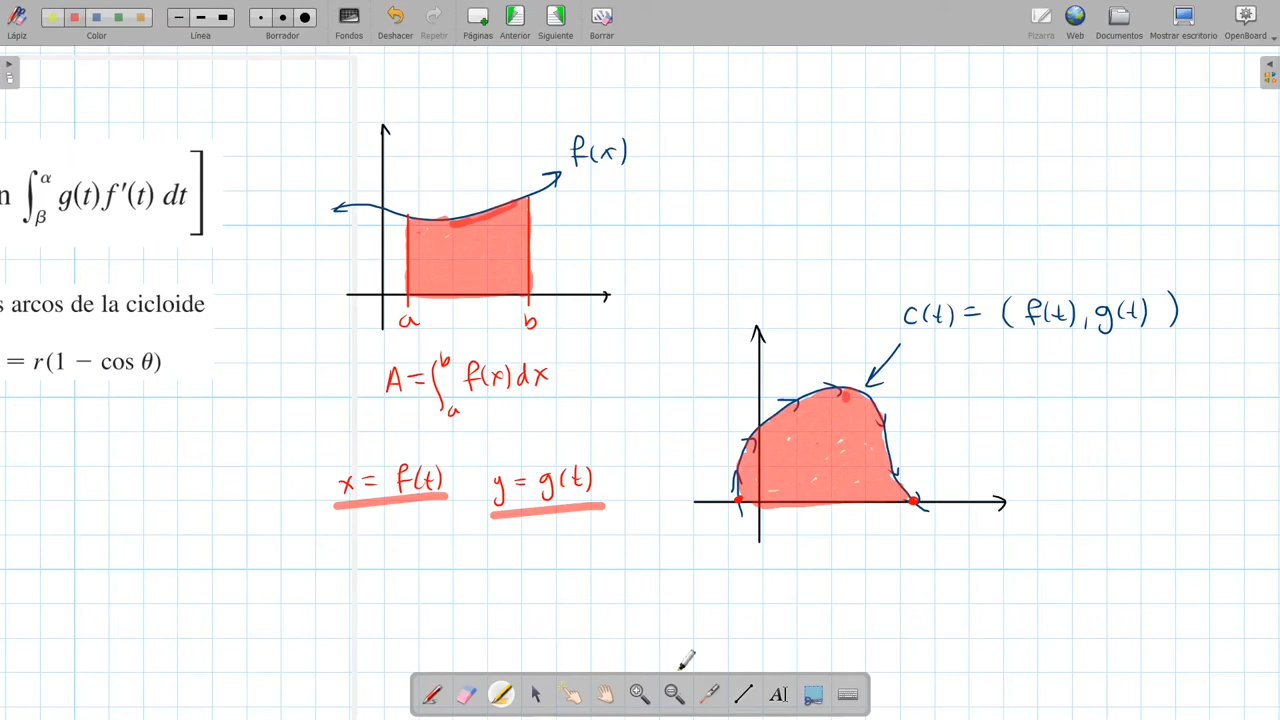 Lápiz Color Línea Borrador Fondos Deshacer Repetir Páginas Anterior Siguiente Borrar Pizarra Web Documentos Mostrar escritorio OpenBoard
n ∫_β^α g(t) f′(t) dt ]
s arcos de la cicloide
= r(1 − cos θ)
f(x)
a b
A = ∫_a^b f(x) dx
x = f(t) y = g(t)
c(t) = ( f(t), g(t) )
AI